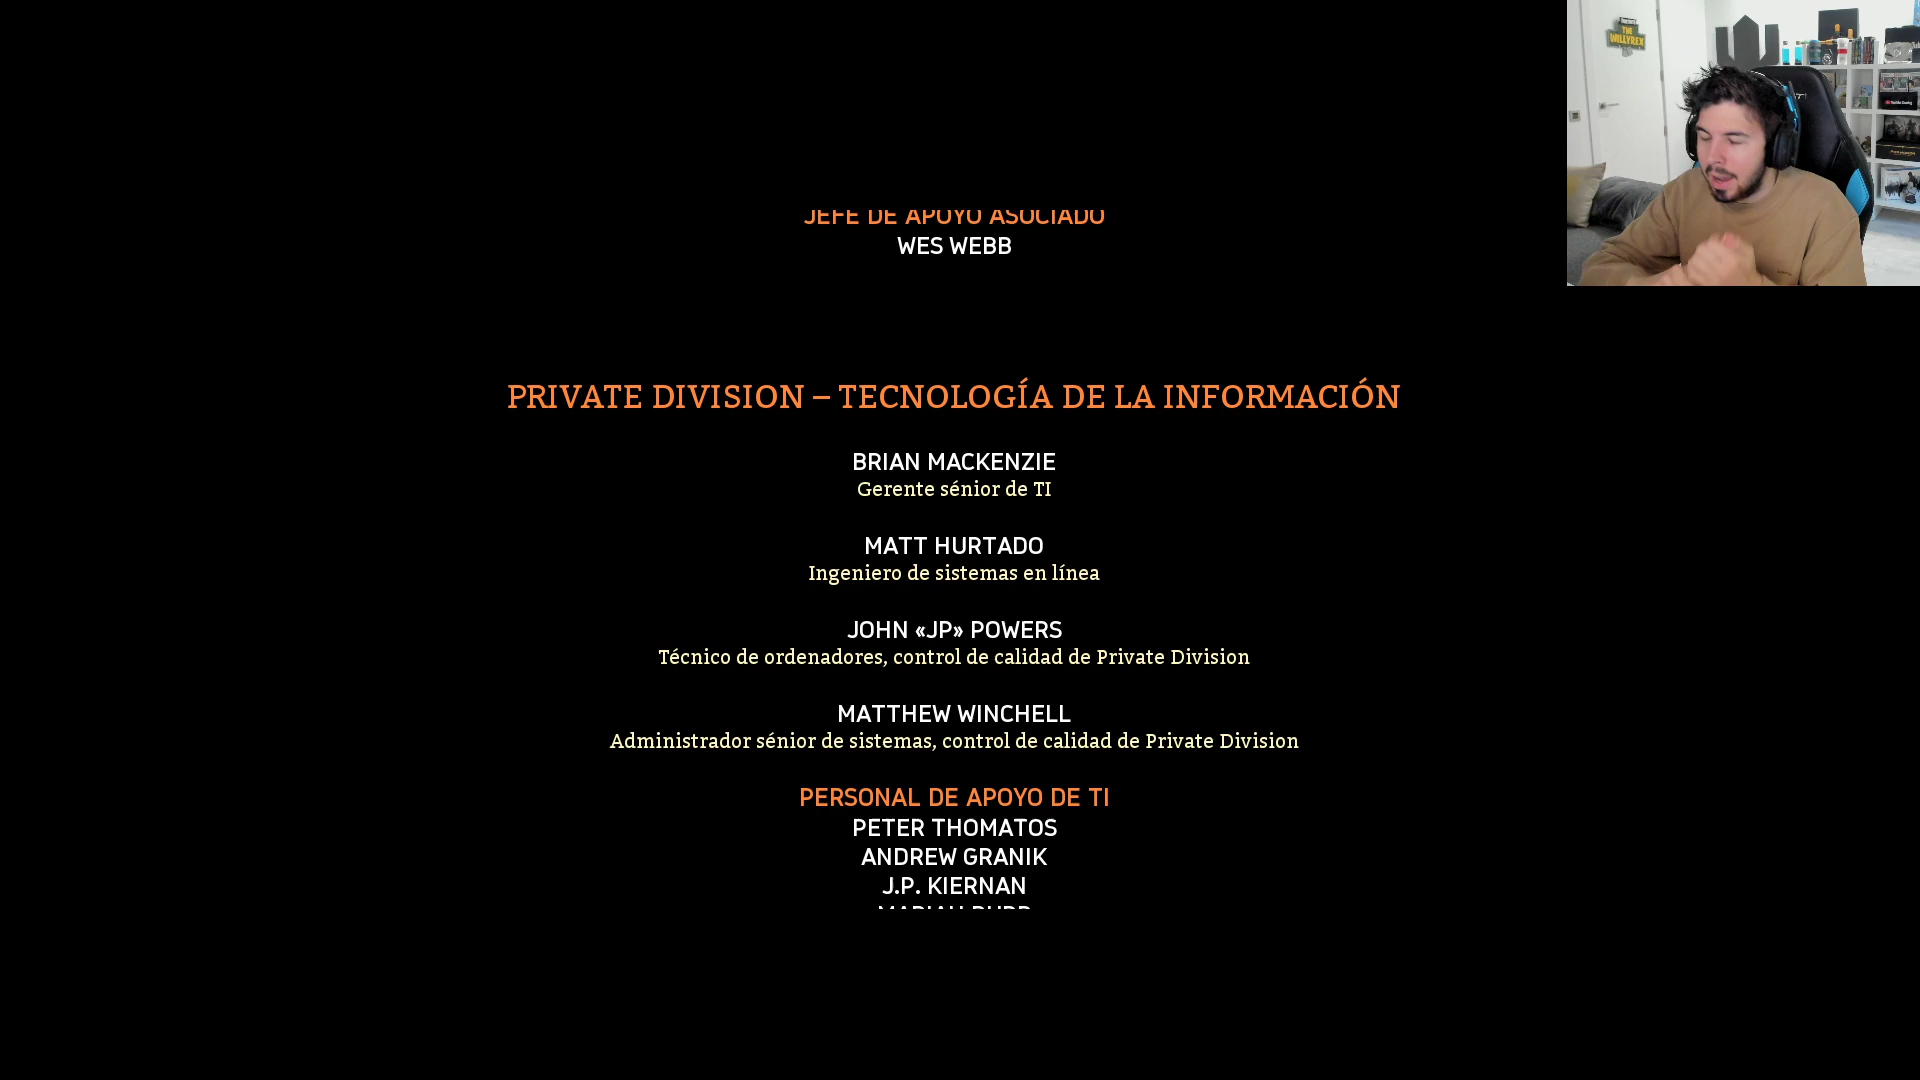 THE
WILLYREX
JEFE DE APOYO ASOCIADO
WES WEBB
PRIVATE DIVISION – TECNOLOGÍA DE LA INFORMACIÓN
BRIAN MACKENZIE
Gerente sénior de TI
MATT HURTADO
Ingeniero de sistemas en línea
JOHN «JP» POWERS
Técnico de ordenadores, control de calidad de Private Division
MATTHEW WINCHELL
Administrador sénior de sistemas, control de calidad de Private Division
PERSONAL DE APOYO DE TI
PETER THOMATOS
ANDREW GRANIK
J.P. KIERNAN